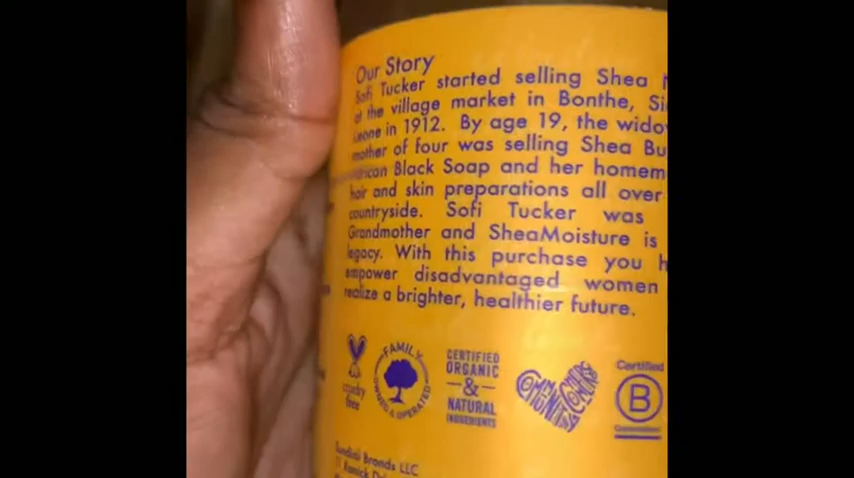 Our Story
Sofi Tucker started selling Shea
at the village market in Bonthe,
Leone in 1912. By age 19, the
mother of four was selling Shea
Black Soap and her
hair and skin preparations all over
countryside. Sofi Tucker was
Grandmother and SheaMoisture is
legacy. With this purchase you
empower disadvantaged women
realize a brighter, healthier future.
cruelty
free
FAMILY
OWNED & OPERATED
CERTIFIED
ORGANIC
&
NATURAL
INGREDIENTS
COMMUNITY
COMMERCE
Certified
B
Corporation
Sundial Brands LLC
11 Ranick